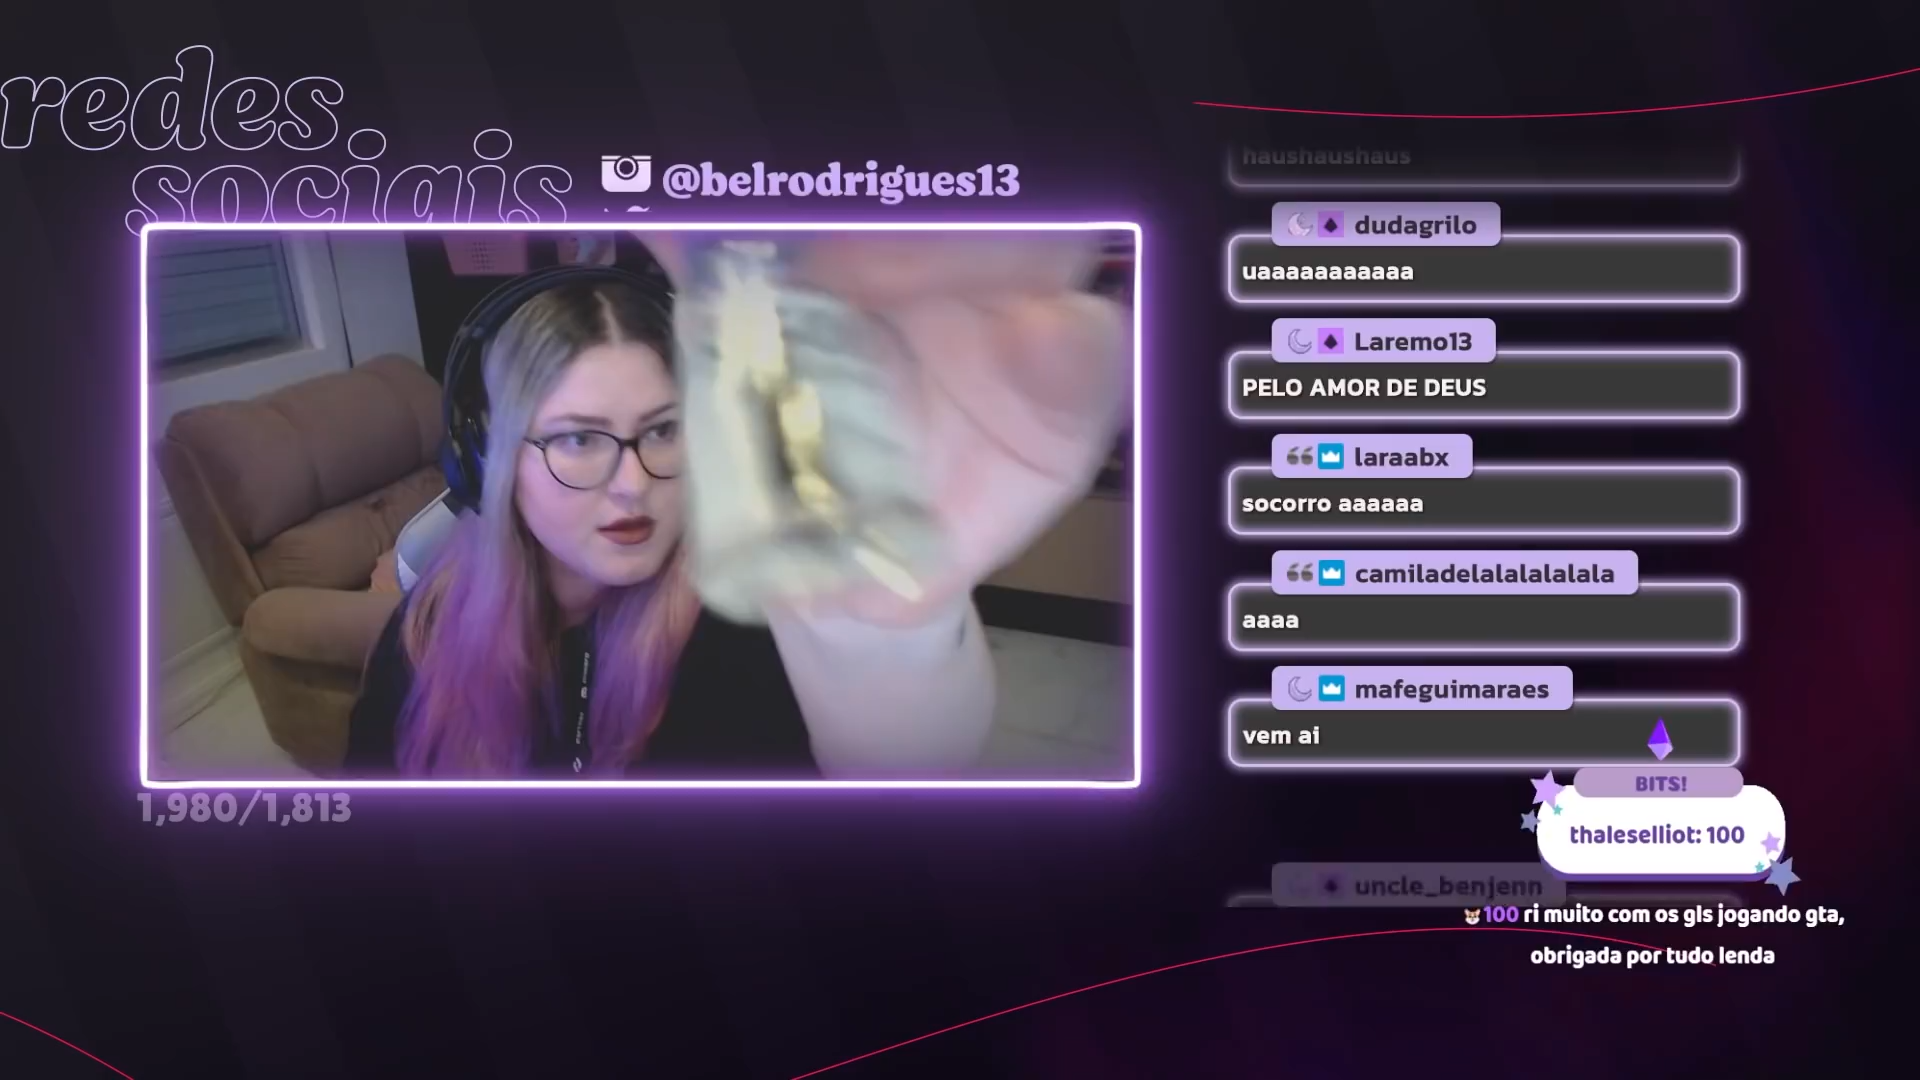 redes
sociais
@belrodrigues13
haushaushaus
dudagrilo
uaaaaaaaaaaa
Laremo13
PELO AMOR DE DEUS
laraabx
socorro aaaaaa
camiladelalalalalala
aaaa
mafeguimaraes
vem ai
BITS!
thaleselliot: 100
uncle_benjenn
100 ri muito com os gls jogando gta,
obrigada por tudo lenda
1,980/1,813